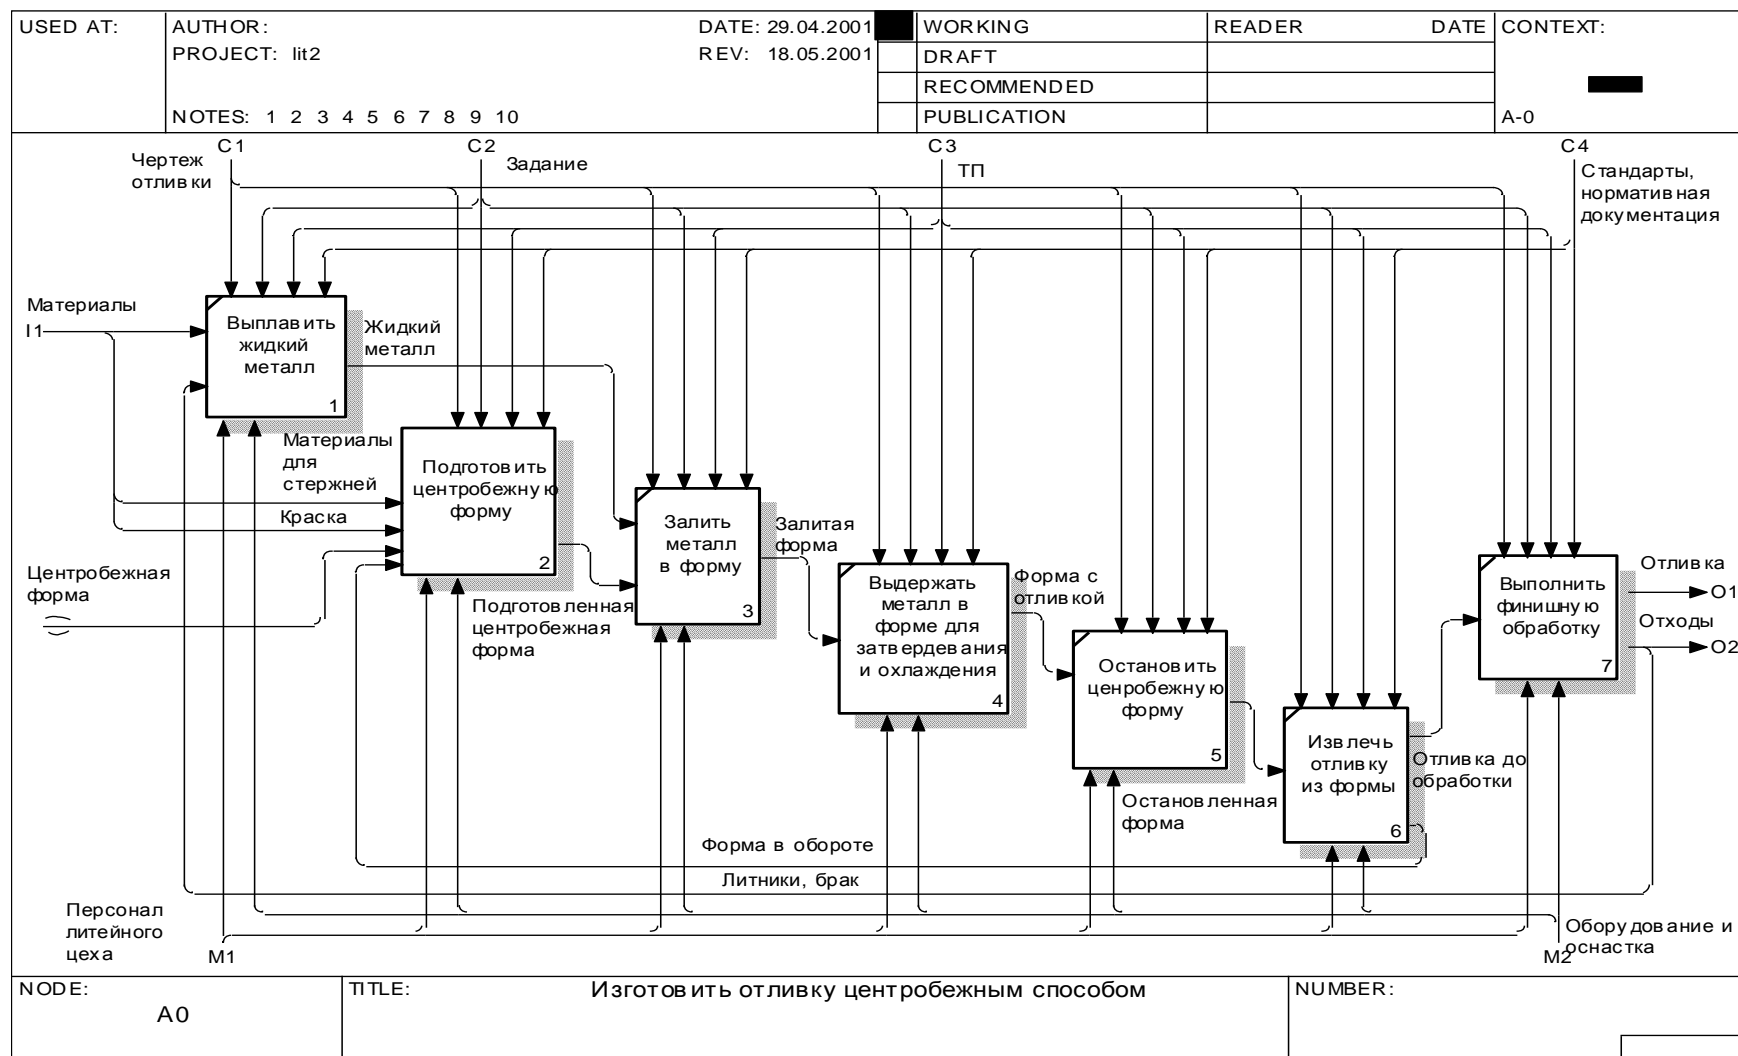 USED AT:
AUTHOR:
DATE: 29.04.2001
PROJECT: lit2
REV: 18.05.2001
NOTES: 1 2 3 4 5 6 7 8 9 10
WORKING
DRAFT
RECOMMENDED
PUBLICATION
READER
DATE
CONTEXT:
A-0
C1
Чертеж
отливки
C2
Задание
C3
ТП
C4
Стандарты,
нормативная
документация
Материалы
I1
Выплавить
жидкий
металл
1
Жидкий
металл
Материалы
для
стержней
Краска
Центробежная
форма
Подготовить
центробежную
форму
2
Подготовленная
центробежная
форма
Залить
металл
в форму
3
Залитая
форма
Выдержать
металл в
форме для
затвердевания
и охлаждения
4
Форма с
отливкой
Остановить
ценробежную
форму
5
Остановленная
форма
Извлечь
отливку
из формы
6
Отливка до
обработки
Выполнить
финишную
обработку
7
Отливка
O1
Отходы
O2
Форма в обороте
Литники, брак
Персонал
литейного
цеха
M1
Оборудование и
оснастка
M2
NODE:
A0
TITLE:
Изготовить отливку центробежным способом
NUMBER: